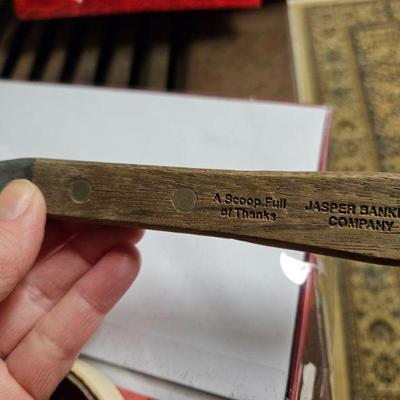 A Scoop Full
of Thanks
JASPER BANK
COMPANY